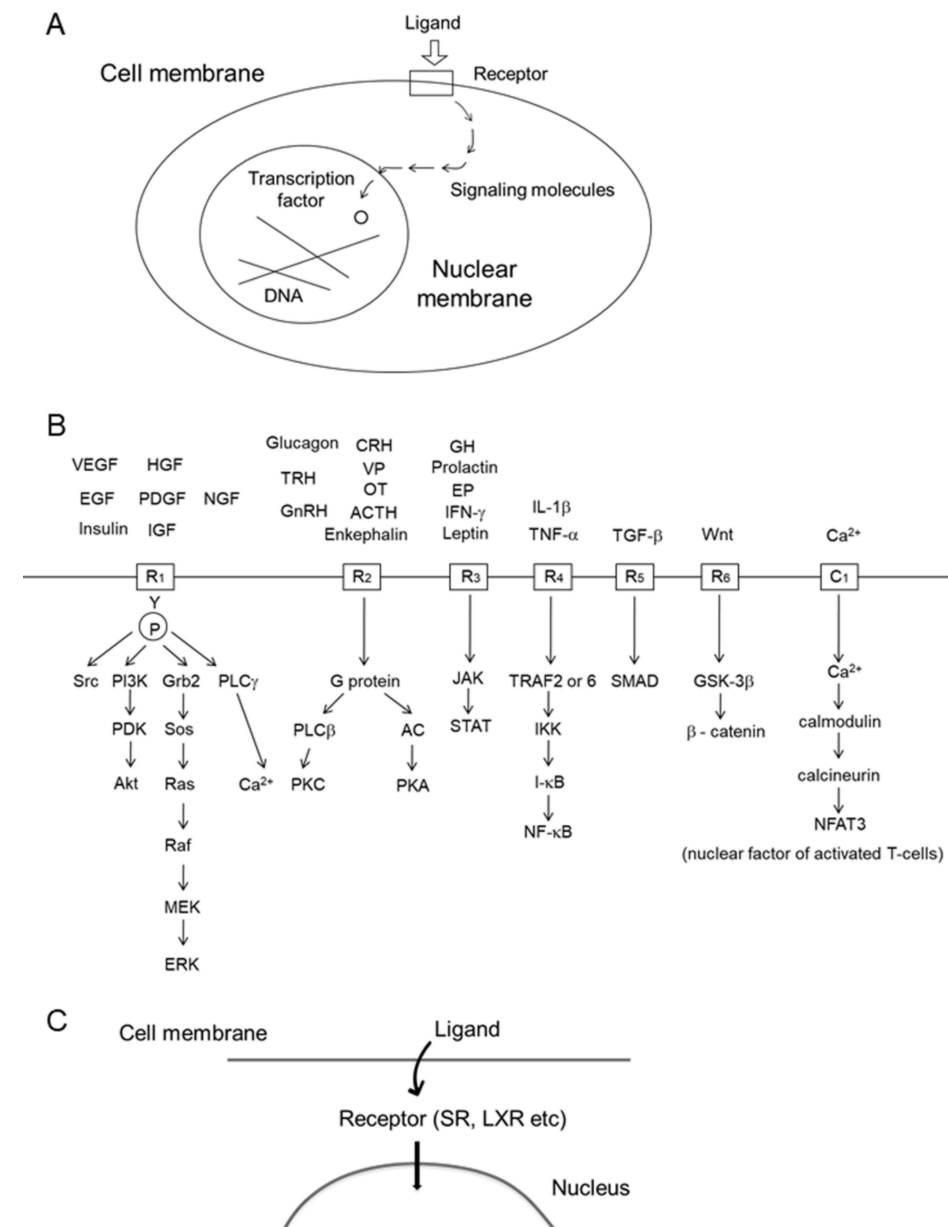 A
Ligand
Cell membrane
Receptor
Transcription
factor
Signaling molecules
DNA
Nuclear
membrane
B
VEGF HGF
EGF PDGF NGF
Insulin IGF
Glucagon CRH
TRH VP
OT
GnRH ACTH
Enkephalin
GH
Prolactin
EP
IFN-γ
Leptin
IL-1β
TNF-α
TGF-β
Wnt
Ca²⁺
R₁ R₂ R₃ R₄ R₅ R₆ C₁
Y
P
Src PI3K Grb2 PLCγ
PDK Sos
Akt Ras Ca²⁺
Raf
MEK
ERK
G protein
PLCβ AC
PKC PKA
JAK
STAT
TRAF2 or 6
IKK
I-κB
NF-κB
SMAD
GSK-3β
β - catenin
Ca²⁺
calmodulin
calcineurin
NFAT3
(nuclear factor of activated T-cells)
C
Cell membrane
Ligand
Receptor (SR, LXR etc)
Nucleus